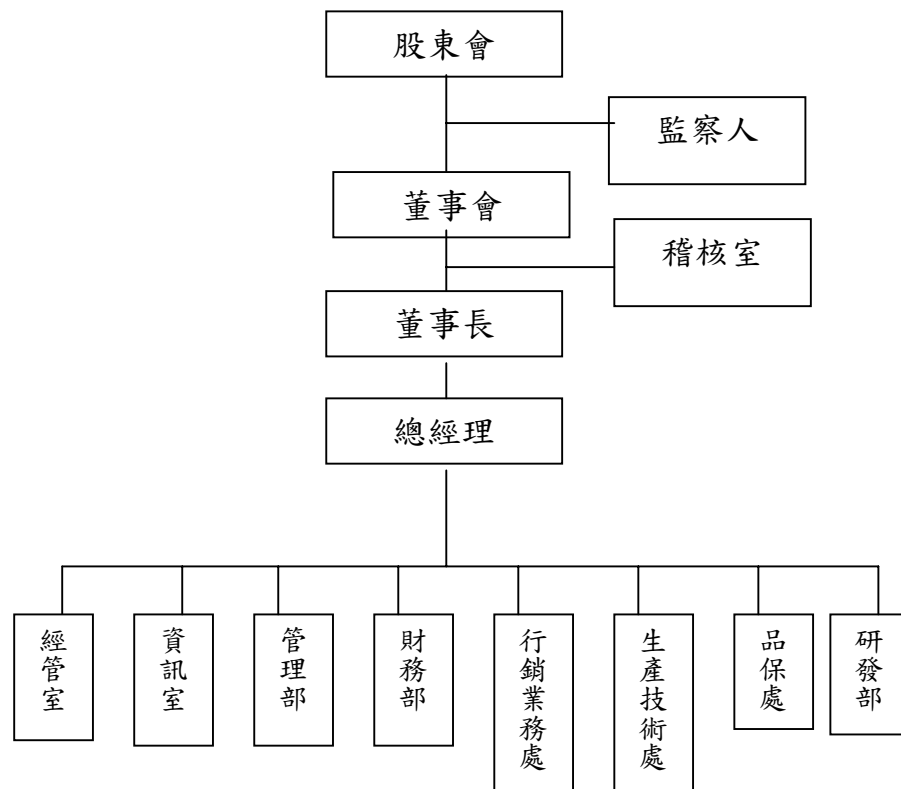 股東會
監察人
董事會
稽核室
董事長
總經理
經管室
資訊室
管理部
財務部
行銷業務處
生產技術處
品保處
研發部